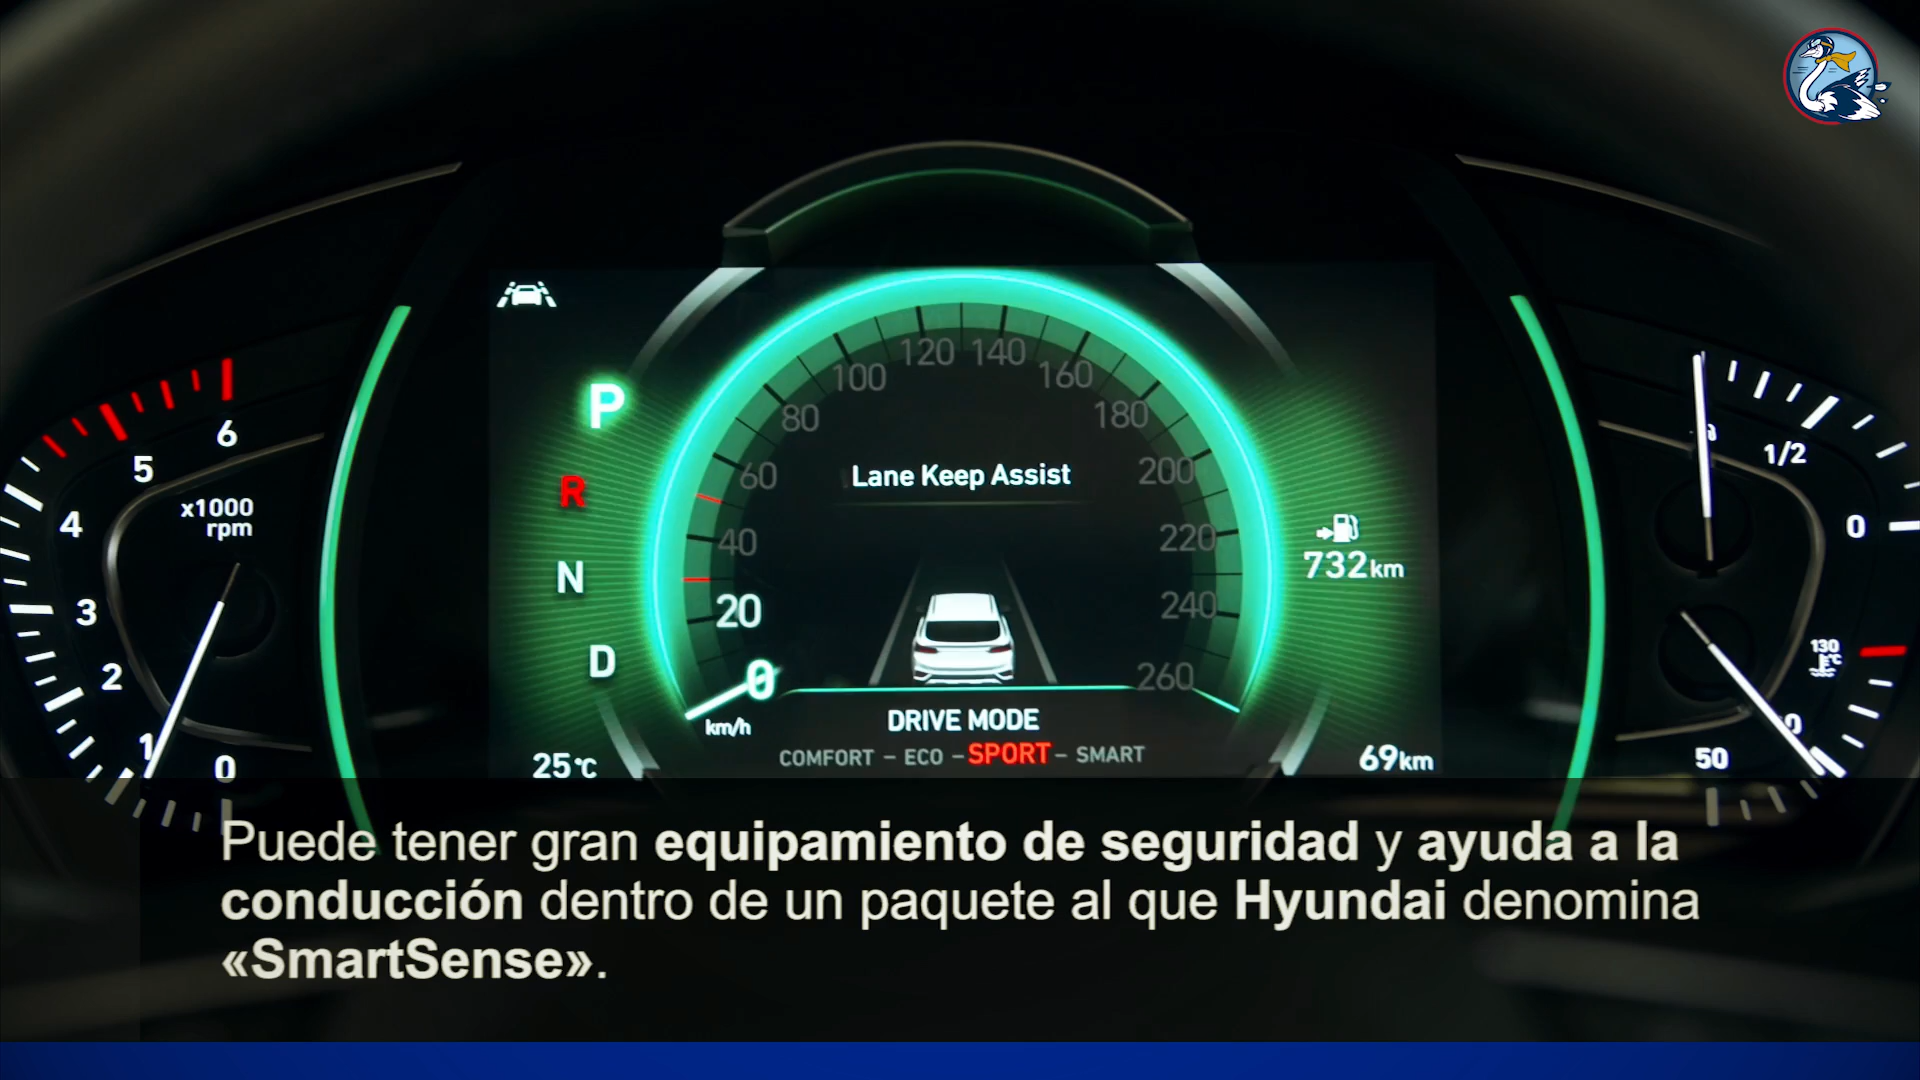 120 140
100 160
80 180
60 200
40 220
20 240
0 260
km/h
Lane Keep Assist
P
R
N
D
6
5
4
3
2
1
0
x1000
rpm
732km
1/2
0
130
°C
50
DRIVE MODE
COMFORT - ECO - SPORT - SMART
25°C
69km
Puede tener gran equipamiento de seguridad y ayuda a la
conducción dentro de un paquete al que Hyundai denomina
«SmartSense».